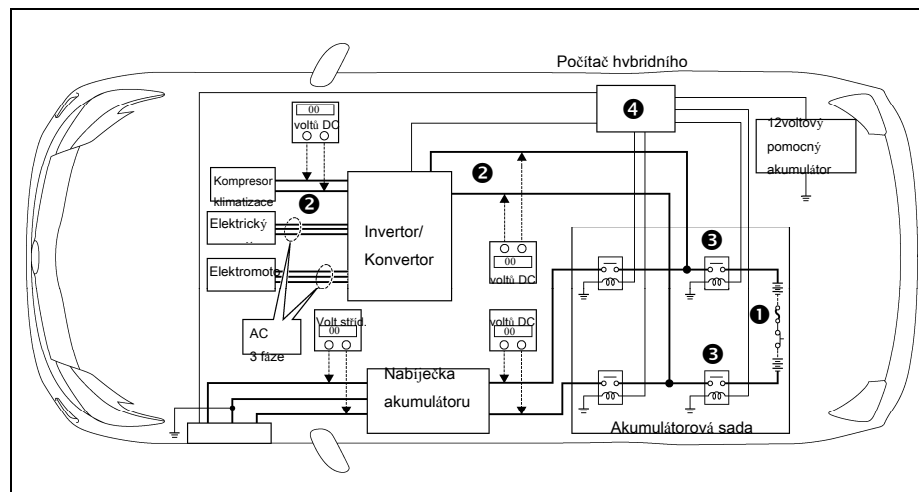 Počítač hvbridního
❹
12voltový
pomocný
akumulátor
00
voltů DC
Kompresor
klimatizace
❷
Elektrický
Elektromoto
Invertor/
Konvertor
❷
00
voltů DC
❸
❶
❸
AC
3 fáze
Volt stříd.
00
voltů DC
00
Nabíječka
akumulátoru
Akumulátorová sada